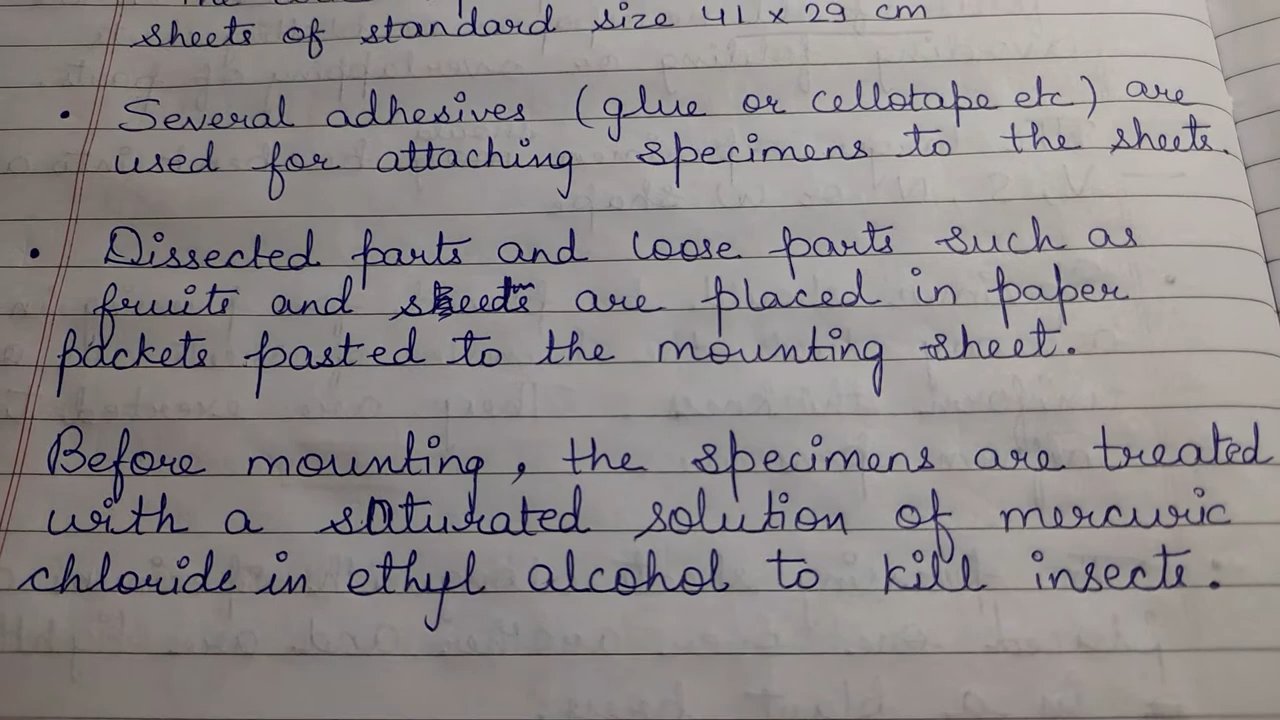 sheets of standard size 41 x 29 cm
• Several adhesives (glue or cellotape etc) are
used for attaching specimens to the sheets.
• Dissected parts and loose parts such as
fruits and seeds are placed in paper
packets pasted to the mounting sheet.
Before mounting, the specimens are treated
with a saturated solution of mercuric
chloride in ethyl alcohol to kill insects.